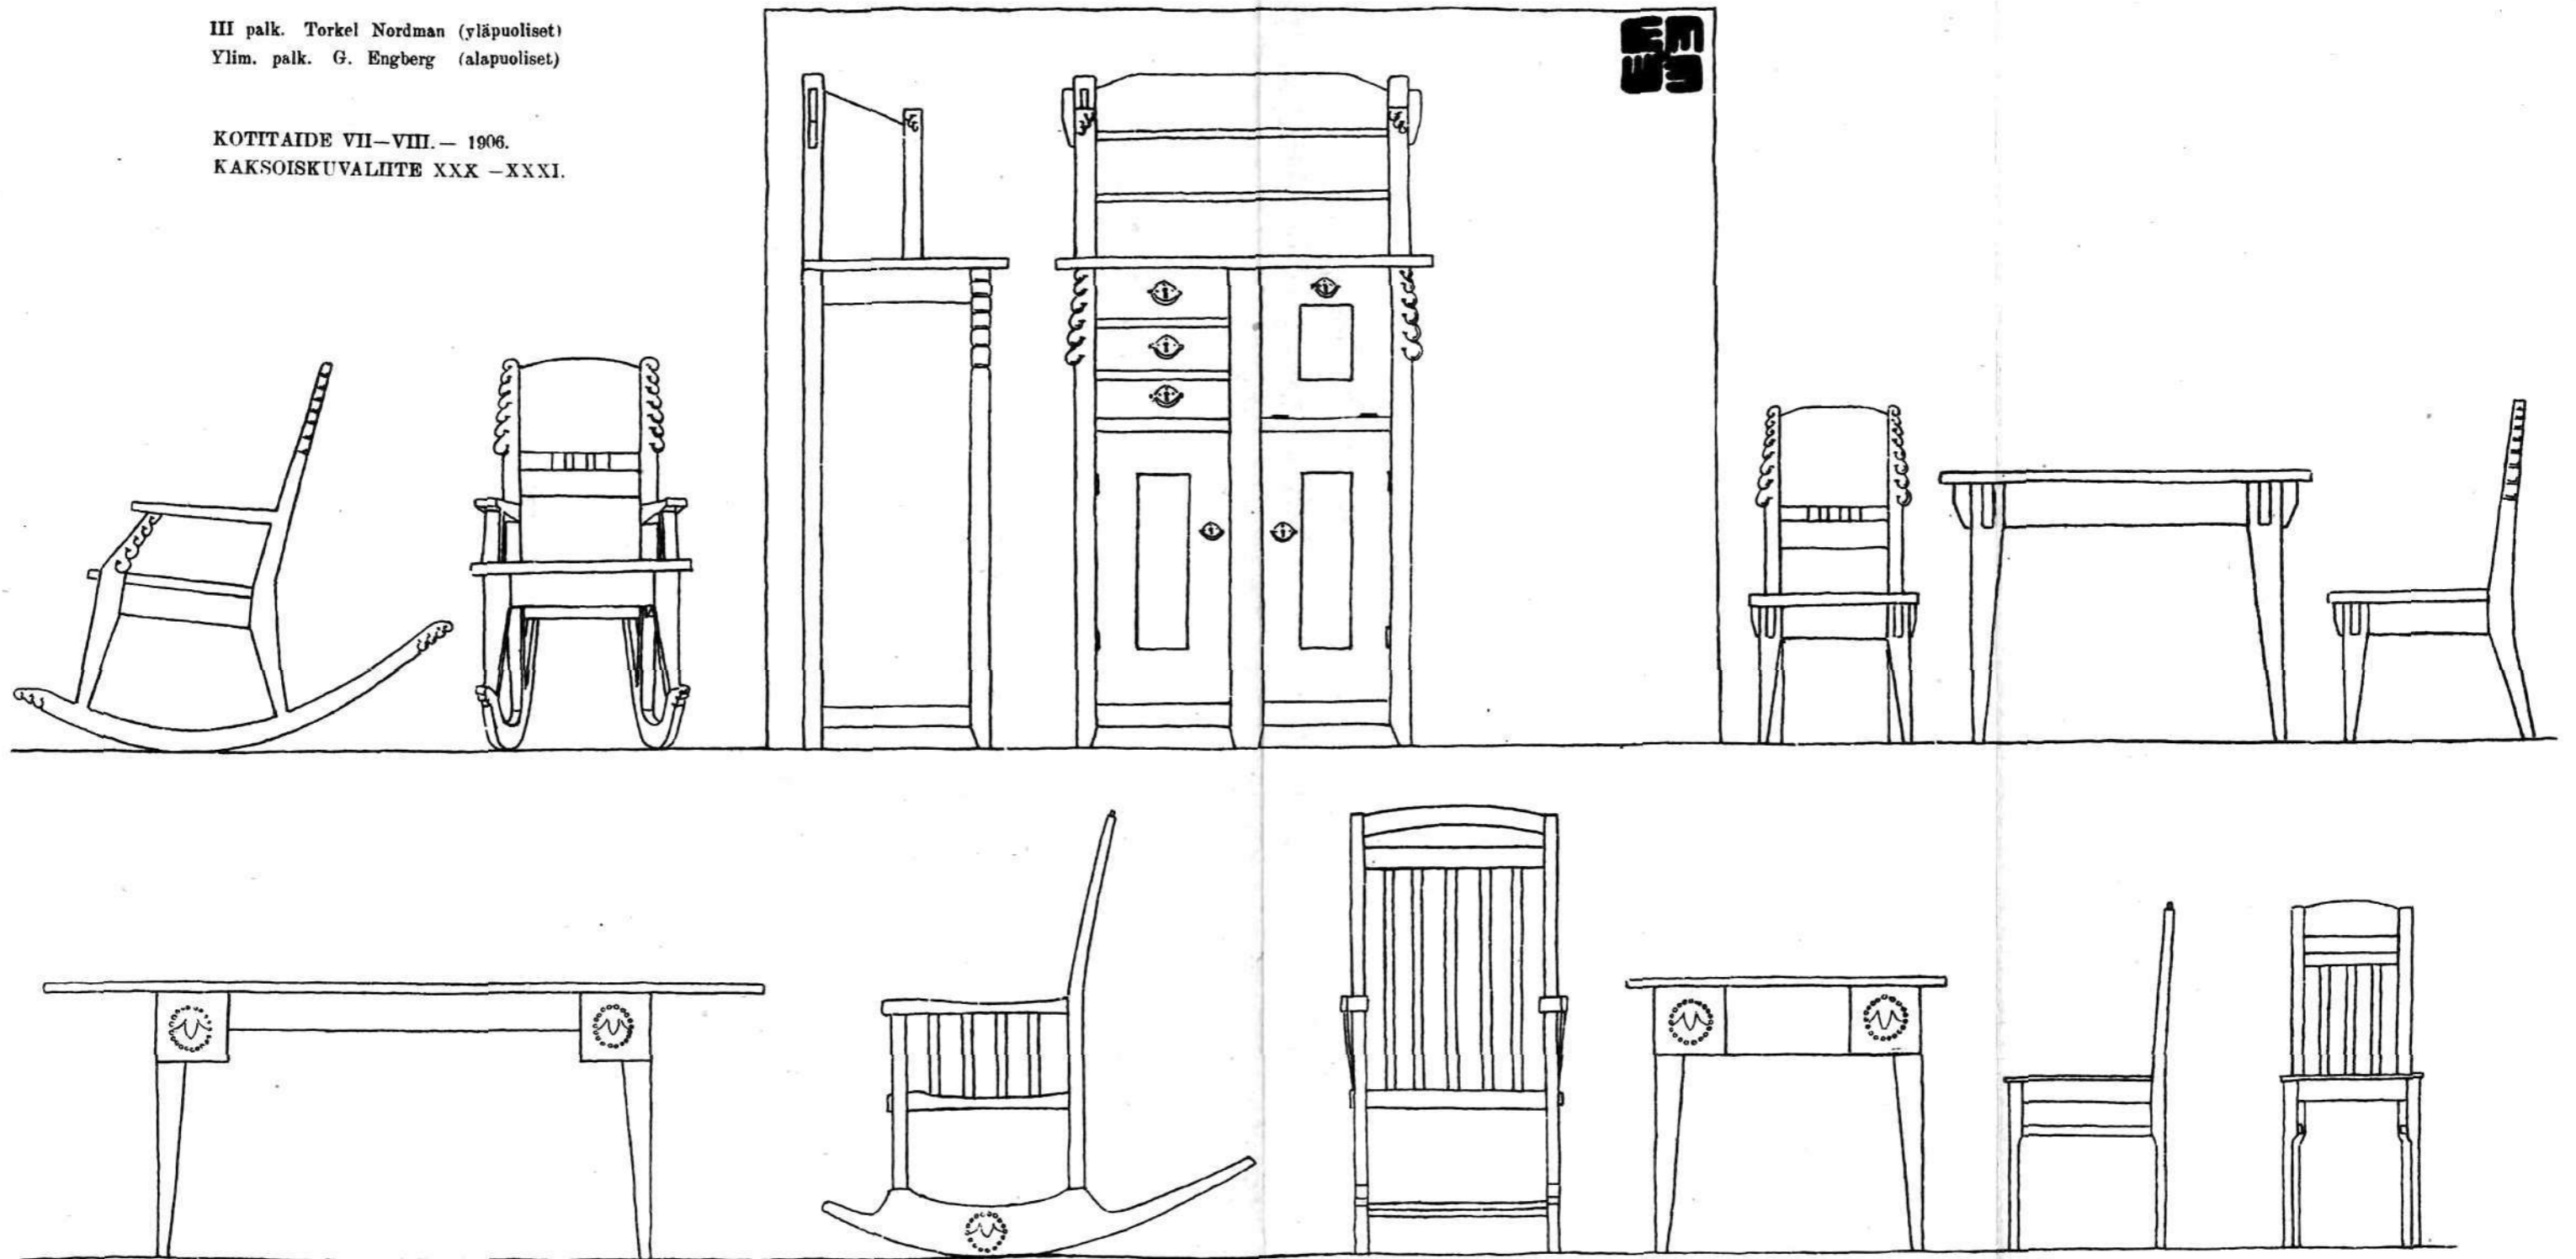 III palk. Torkel Nordman (yläpuoliset)
Ylim. palk. G. Engberg (alapuoliset)
KOTITAIDE VII—VIII. — 1906.
KAKSOISKUVALIITE XXX —XXXI.